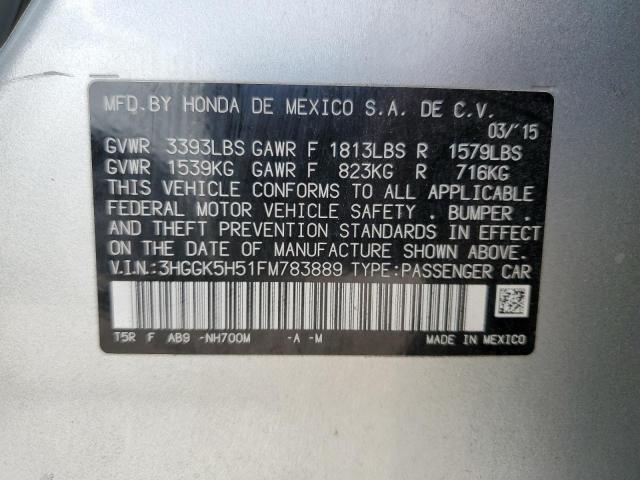 MFD.BY HONDA DE MEXICO S.A. DE C.V.
03/15
GVWR 3393LBS GAWR F 1813LBS R 1579LBS
GVWR 1539KG GAWR F 823KG R 716KG
THIS VEHICLE CONFORMS TO ALL APPLICABLE
FEDERAL MOTOR VEHICLE SAFETY . BUMPER .
AND THEFT PREVENTION STANDARDS IN EFFECT
ON THE DATE OF MANUFACTURE SHOWN ABOVE.
V.I.N.:3HGGK5H51FM783889 TYPE:PASSENGER CAR
T5R F AB9 -NH700M -A -M MADE IN MEXICO